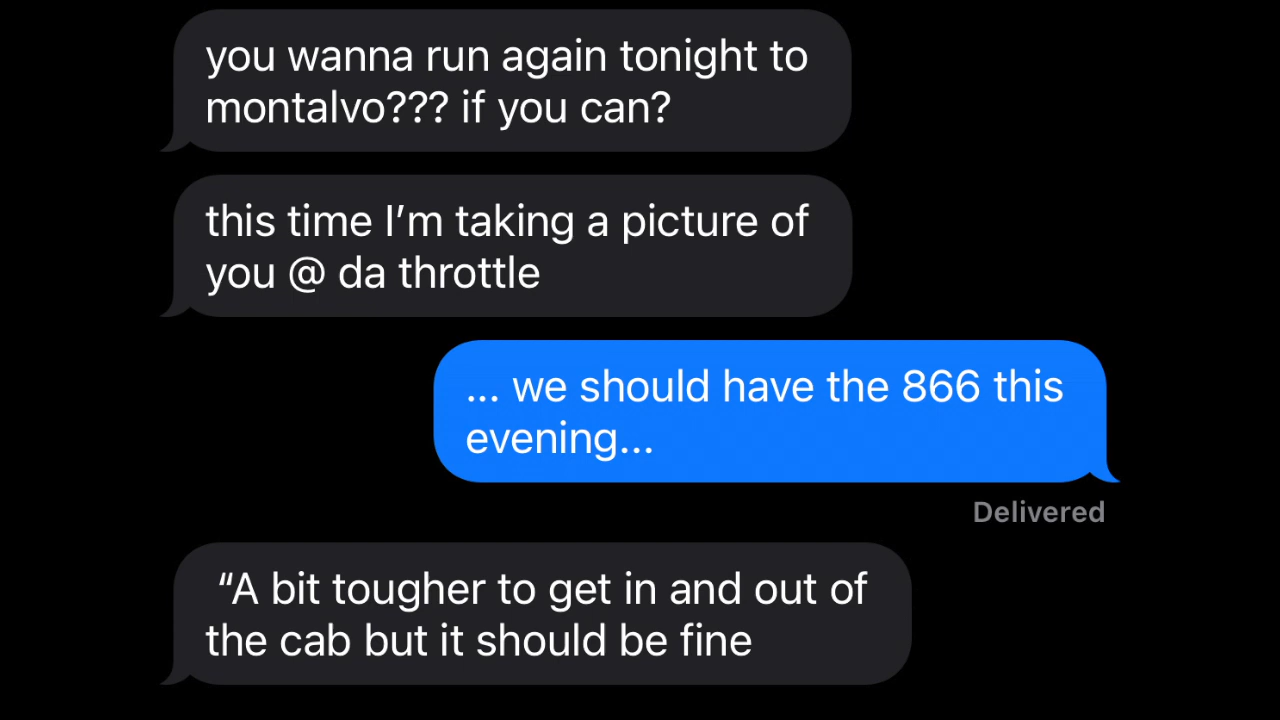 you wanna run again tonight to
montalvo??? if you can?
this time I’m taking a picture of
you @ da throttle
... we should have the 866 this
evening...
Delivered
“A bit tougher to get in and out of
the cab but it should be fine